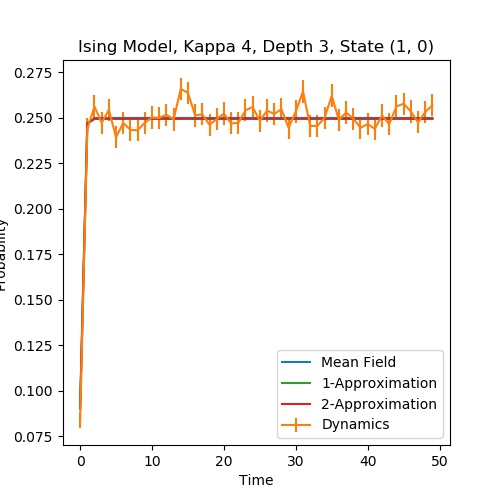 Ising Model, Kappa 4, Depth 3, State (1, 0)
0.275
0.250
0.225
0.200
0.175
0.150
0.125
0.100
0.075
Probability
0
10
20
30
40
50
Time
Mean Field
1-Approximation
2-Approximation
Dynamics